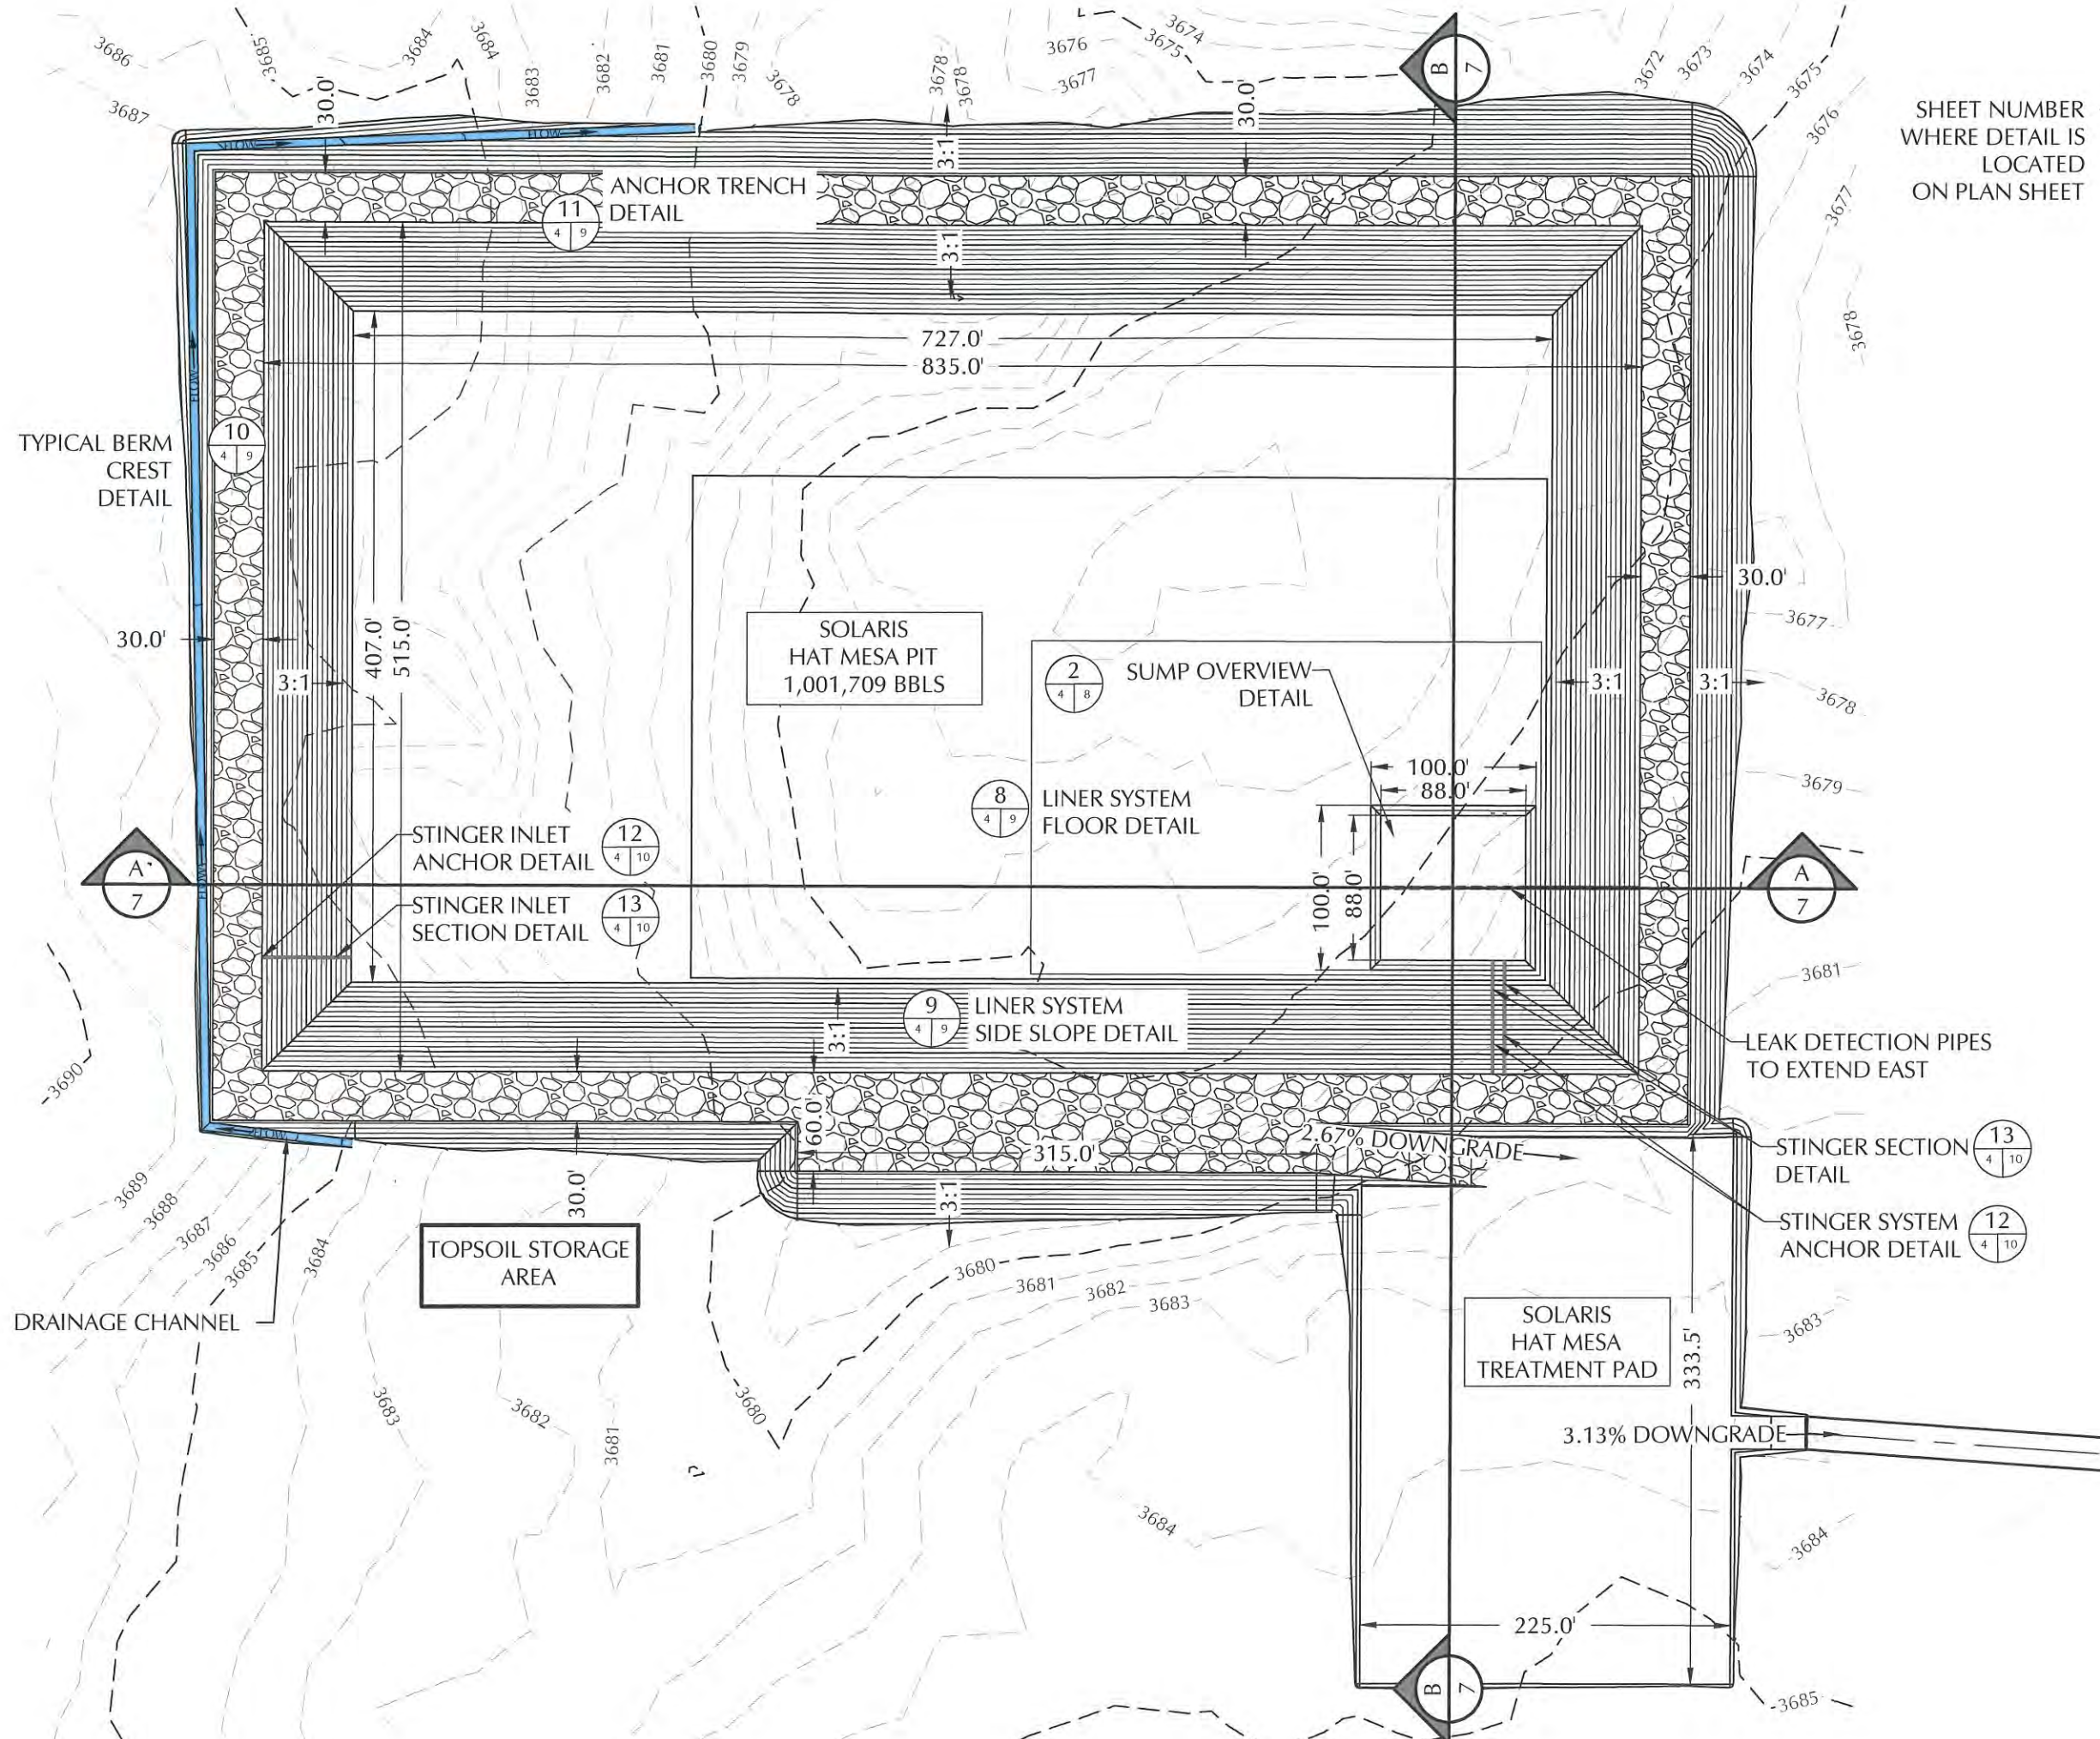 3686
3685
3684
3684
3683
3682
3681
3680
3679
3678
3678
3678
3676
3677
3674
3675
B
7
3672
3673
3674
3675
3676
3687
30.0'
30.0'
SHEET NUMBER
WHERE DETAIL IS
LOCATED
ON PLAN SHEET
FLOW
FLOW
3:1
ANCHOR TRENCH
DETAIL
11
4 9
3677
3:1
727.0'
835.0'
3678
FLOW
TYPICAL BERM
CREST
DETAIL
10
4 9
30.0'
3677
30.0'
407.0'
515.0'
SOLARIS
HAT MESA PIT
1,001,709 BBLS
2
4 8
SUMP OVERVIEW
DETAIL
3:1
3:1
3:1
3678
100.0'
88.0'
3679
8
4 9
LINER SYSTEM
FLOOR DETAIL
STINGER INLET
ANCHOR DETAIL
12
4 10
A'
7
FLOW
A
7
100.0'
88.0'
STINGER INLET
SECTION DETAIL
13
4 10
3681
9
4 9
LINER SYSTEM
SIDE SLOPE DETAIL
3:1
LEAK DETECTION PIPES
TO EXTEND EAST
3690
FLOW
60.0'
315.0'
2.67% DOWNGRADE
STINGER SECTION
DETAIL
13
4 10
3689
3688
3687
3686
3685
3684
30.0'
3:1
STINGER SYSTEM
ANCHOR DETAIL
12
4 10
TOPSOIL STORAGE
AREA
3680
3681
3682
3683
DRAINAGE CHANNEL
SOLARIS
HAT MESA
TREATMENT PAD
333.5'
3683
3683
3682
3681
3680
3.13% DOWNGRADE
3684
3684
225.0'
B
7
3685